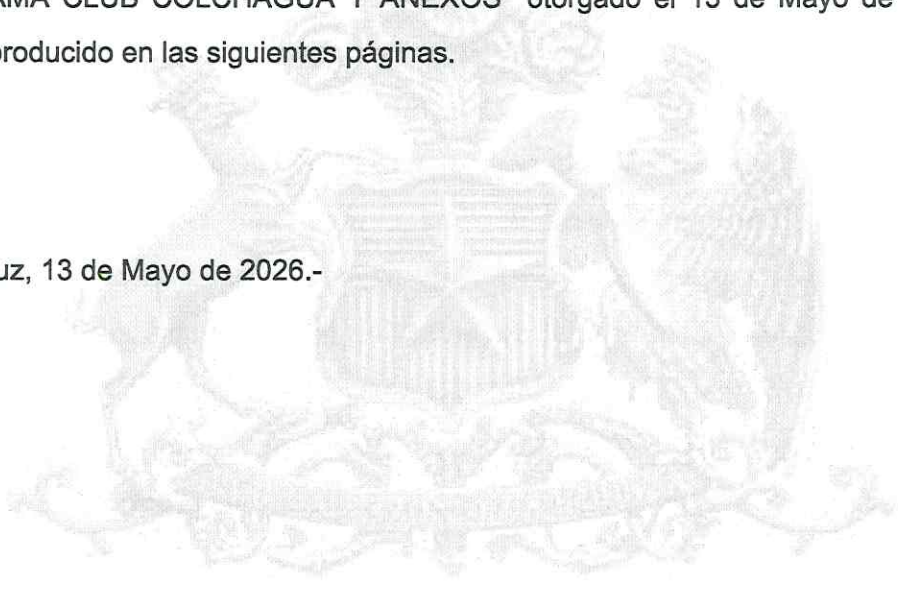 AMA CLUB COLCHAGUA Y ANEXOS" otorgado el 13 de Mayo de
producido en las siguientes páginas.
uz, 13 de Mayo de 2026.-